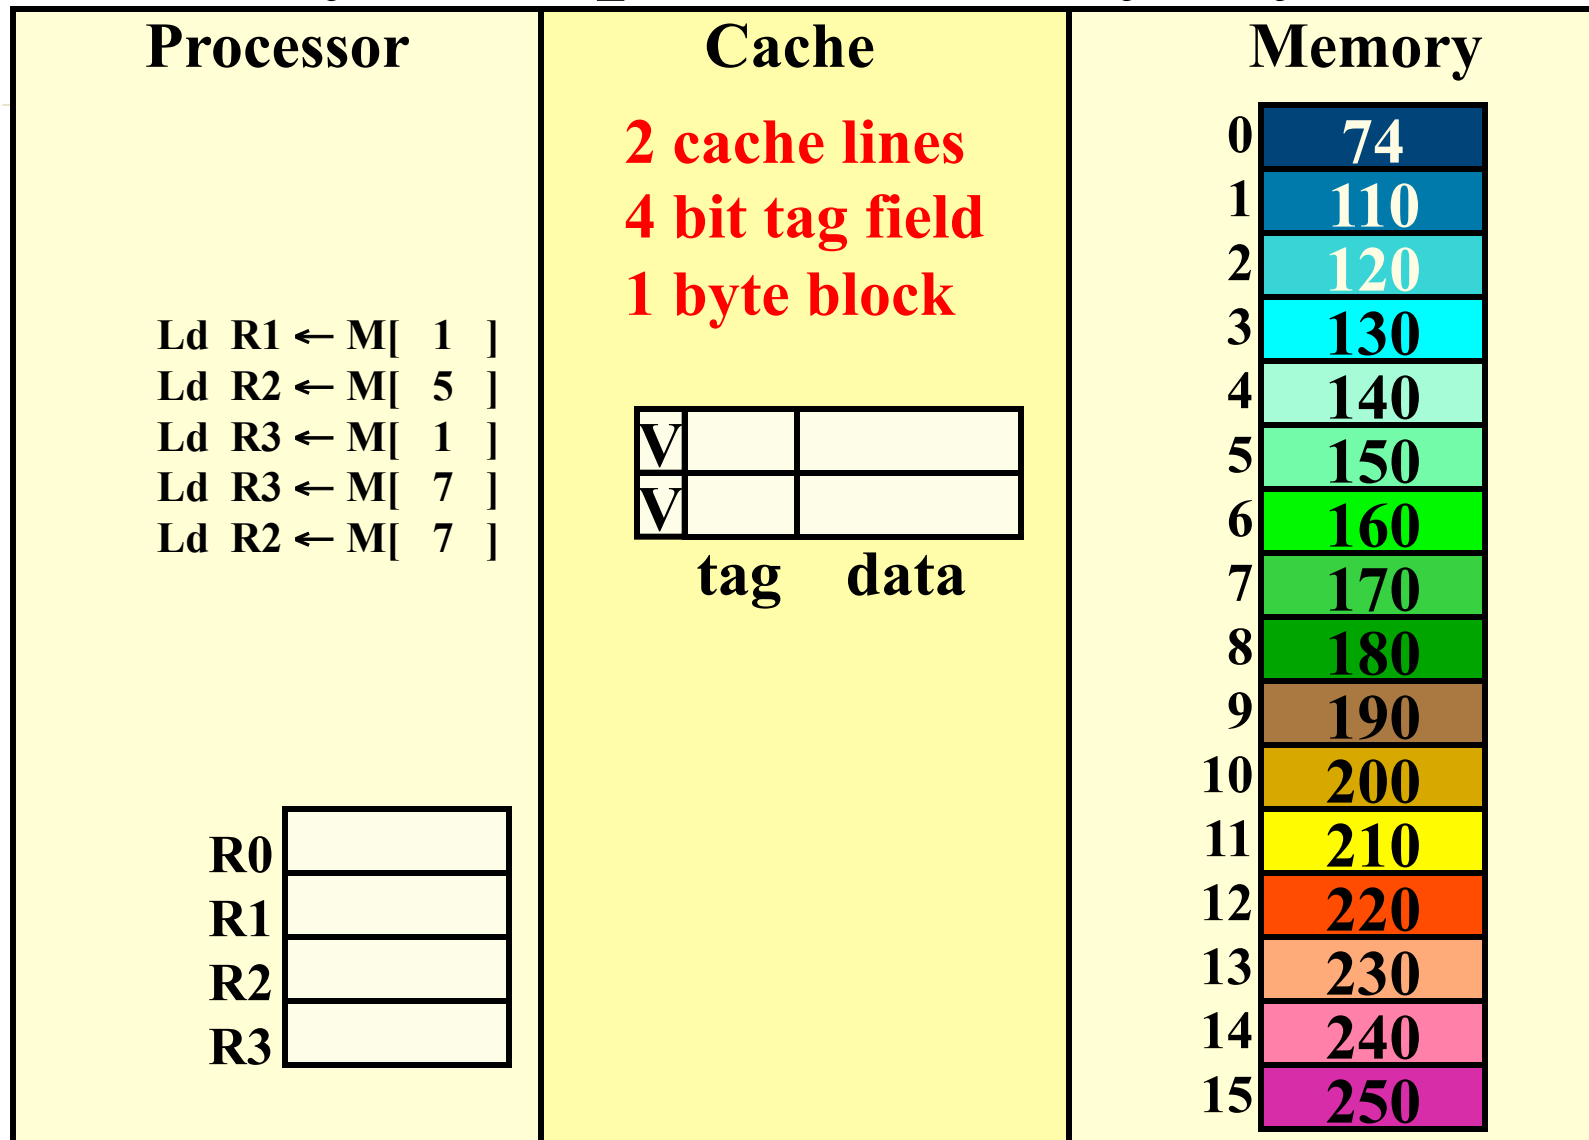 Processor
Ld R1 ← M[ 1 ]
Ld R2 ← M[ 5 ]
Ld R3 ← M[ 1 ]
Ld R3 ← M[ 7 ]
Ld R2 ← M[ 7 ]
R0
R1
R2
R3
Cache
2 cache lines
4 bit tag field
1 byte block
V
V
tag data
Memory
0 74
1 110
2 120
3 130
4 140
5 150
6 160
7 170
8 180
9 190
10 200
11 210
12 220
13 230
14 240
15 250